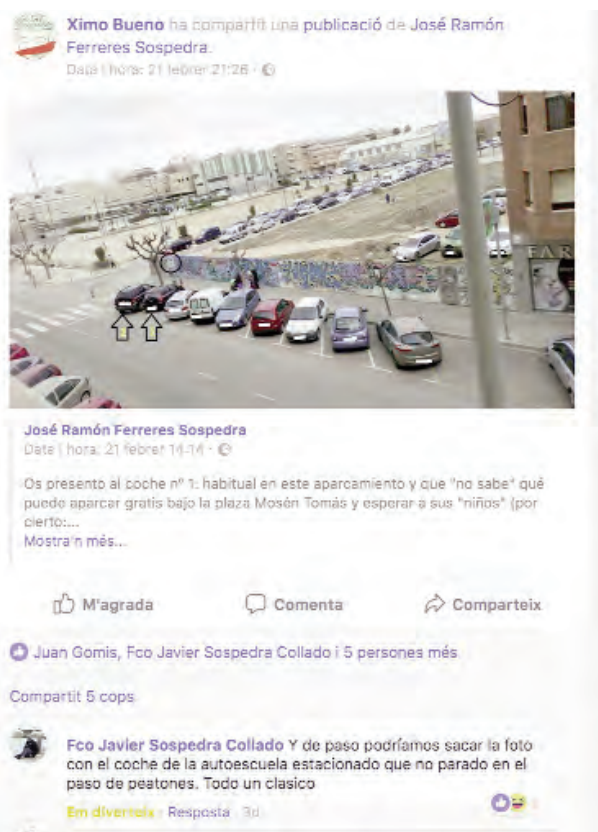 Ximo Bueno ha compartit una publicació de José Ramón
Ferreres Sospedra.
Data i hora: 21 febrer 21:26 ·
FAR
1
José Ramón Ferreres Sospedra
Data i hora: 21 febrer 14:14 ·
Os presento al coche nº 1: habitual en este aparcamiento y que "no sabe" qué
puede aparcar gratis bajo la plaza Mosén Tomás y esperar a sus "niños" (por
cierto:...
Mostra'n més...
M'agrada Comenta Comparteix
Juan Gomis, Fco Javier Sospedra Collado i 5 persones més
Compartit 5 cops
Fco Javier Sospedra Collado Y de paso podríamos sacar la foto
con el coche de la autoescuela estacionado que no parado en el
paso de peatones. Todo un clasico
Em diverteix · Resposta · 3d